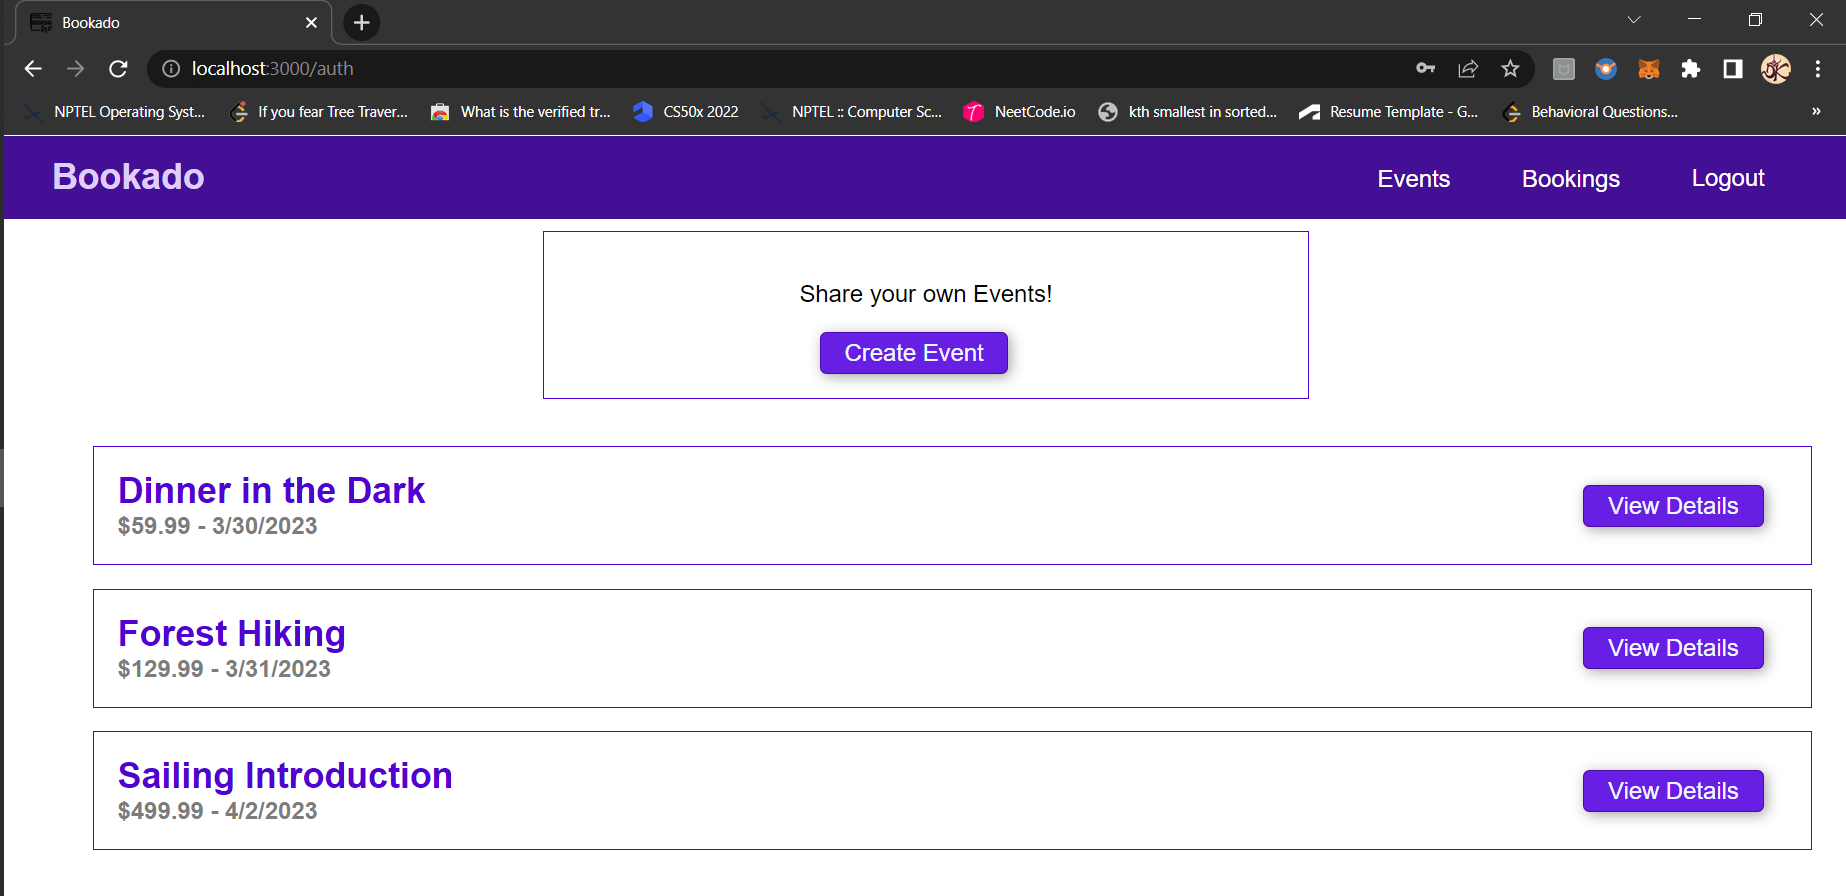 Bookado
localhost:3000/auth
NPTEL Operating Syst... If you fear Tree Traver... What is the verified tr... CS50x 2022 NPTEL :: Computer Sc... NeetCode.io kth smallest in sorted... Resume Template - G... Behavioral Questions... »
Bookado Events Bookings Logout
Share your own Events!
Create Event
Dinner in the Dark
$59.99 - 3/30/2023
View Details
Forest Hiking
$129.99 - 3/31/2023
View Details
Sailing Introduction
$499.99 - 4/2/2023
View Details